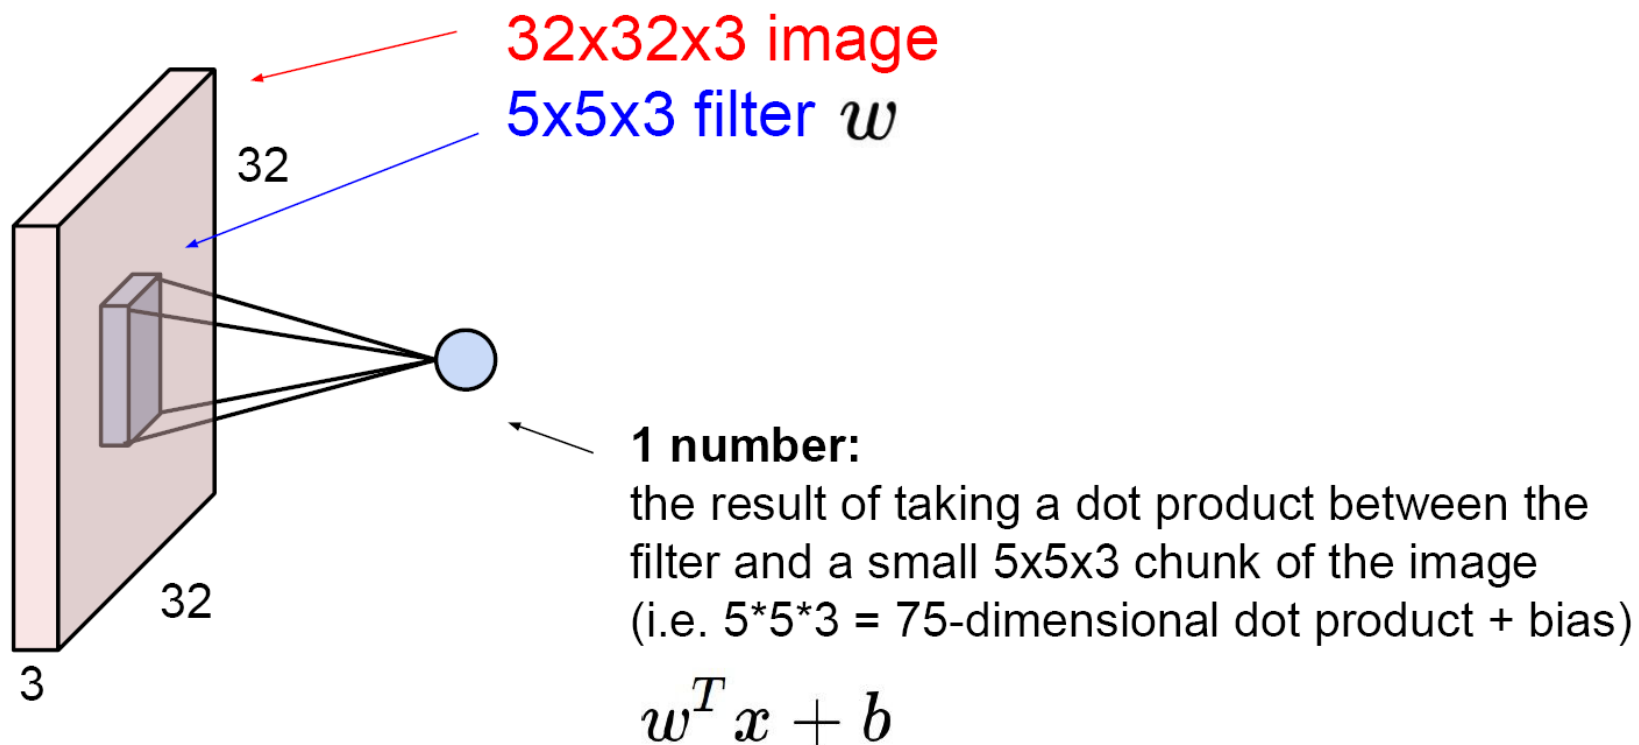 32x32x3 image
5x5x3 filter w
32
32
3
1 number:
the result of taking a dot product between the
filter and a small 5x5x3 chunk of the image
(i.e. 5*5*3 = 75-dimensional dot product + bias)
w^T x + b